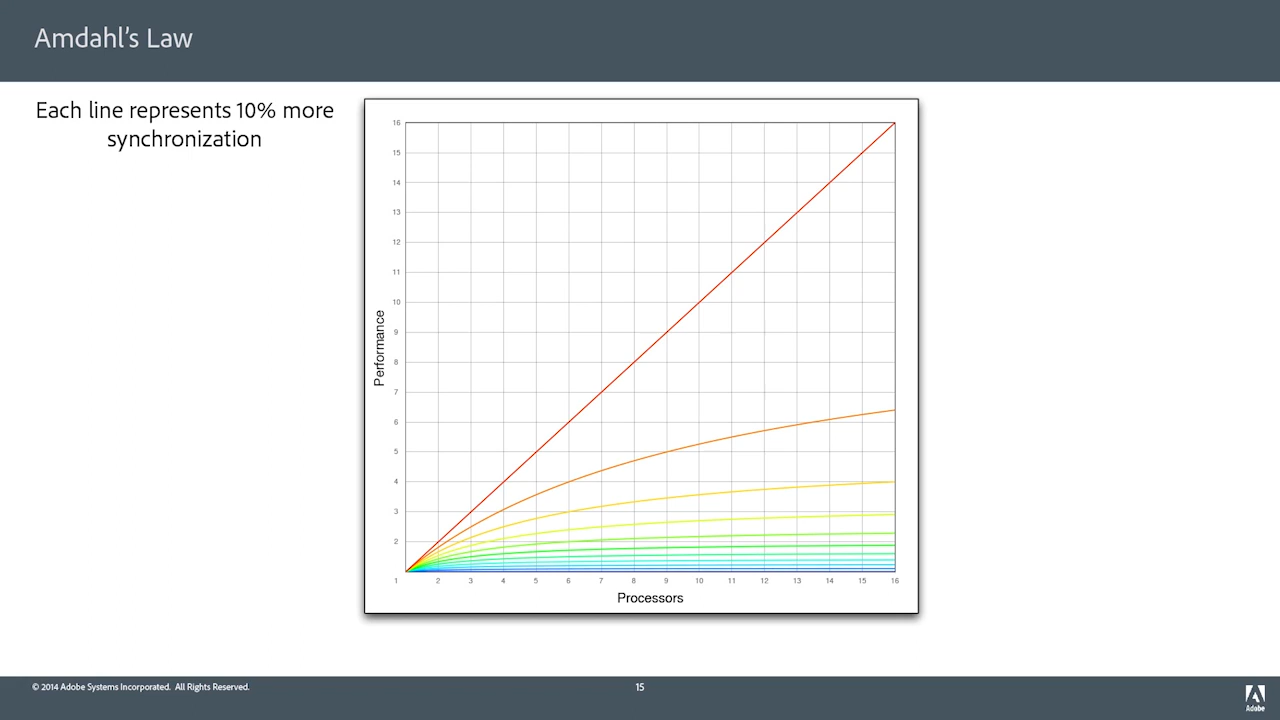 Amdahl's Law
Each line represents 10% more
synchronization
16
15
14
13
12
11
10
9
8
7
6
5
4
3
2
Performance
1 2 3 4 5 6 7 8 9 10 11 12 13 14 15 16
Processors
© 2014 Adobe Systems Incorporated. All Rights Reserved.
15
Adobe